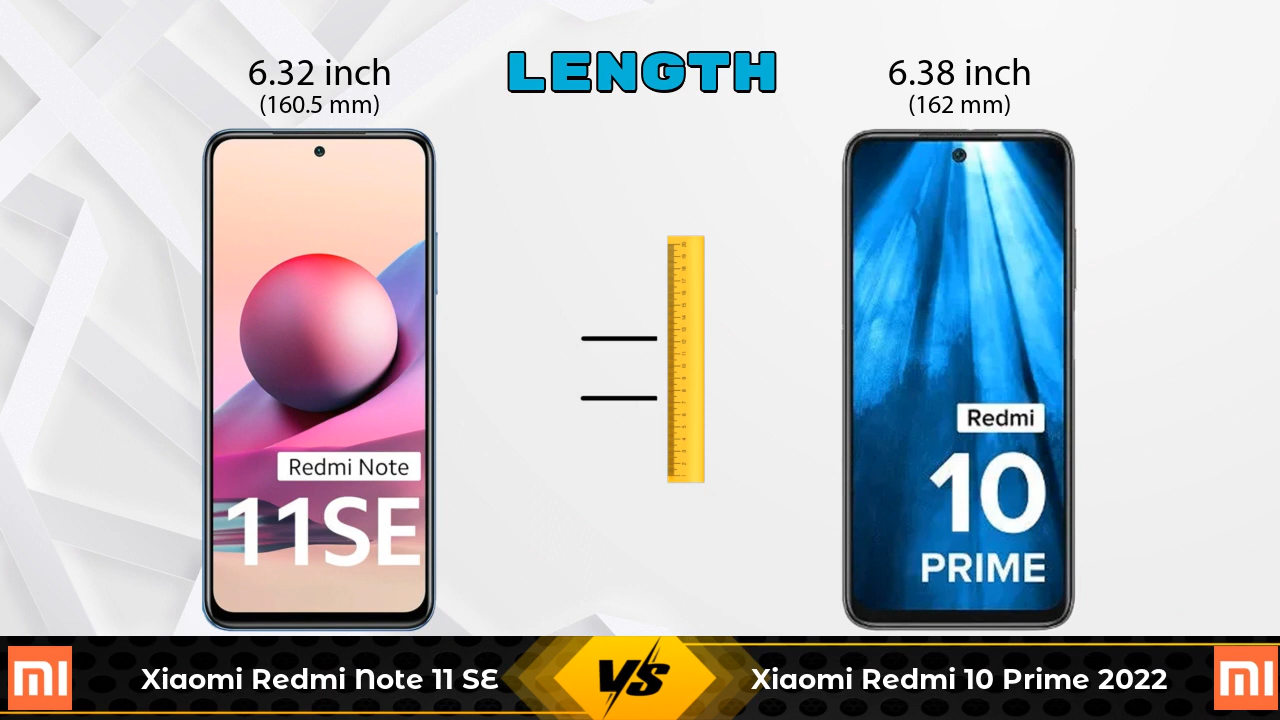 LENGTH
6.32 inch
(160.5 mm)
6.38 inch
(162 mm)
Redmi Note
11SE
Redmi
10
PRIME
mi
Xiaomi Redmi Note 11 SE
VS
Xiaomi Redmi 10 Prime 2022
mi